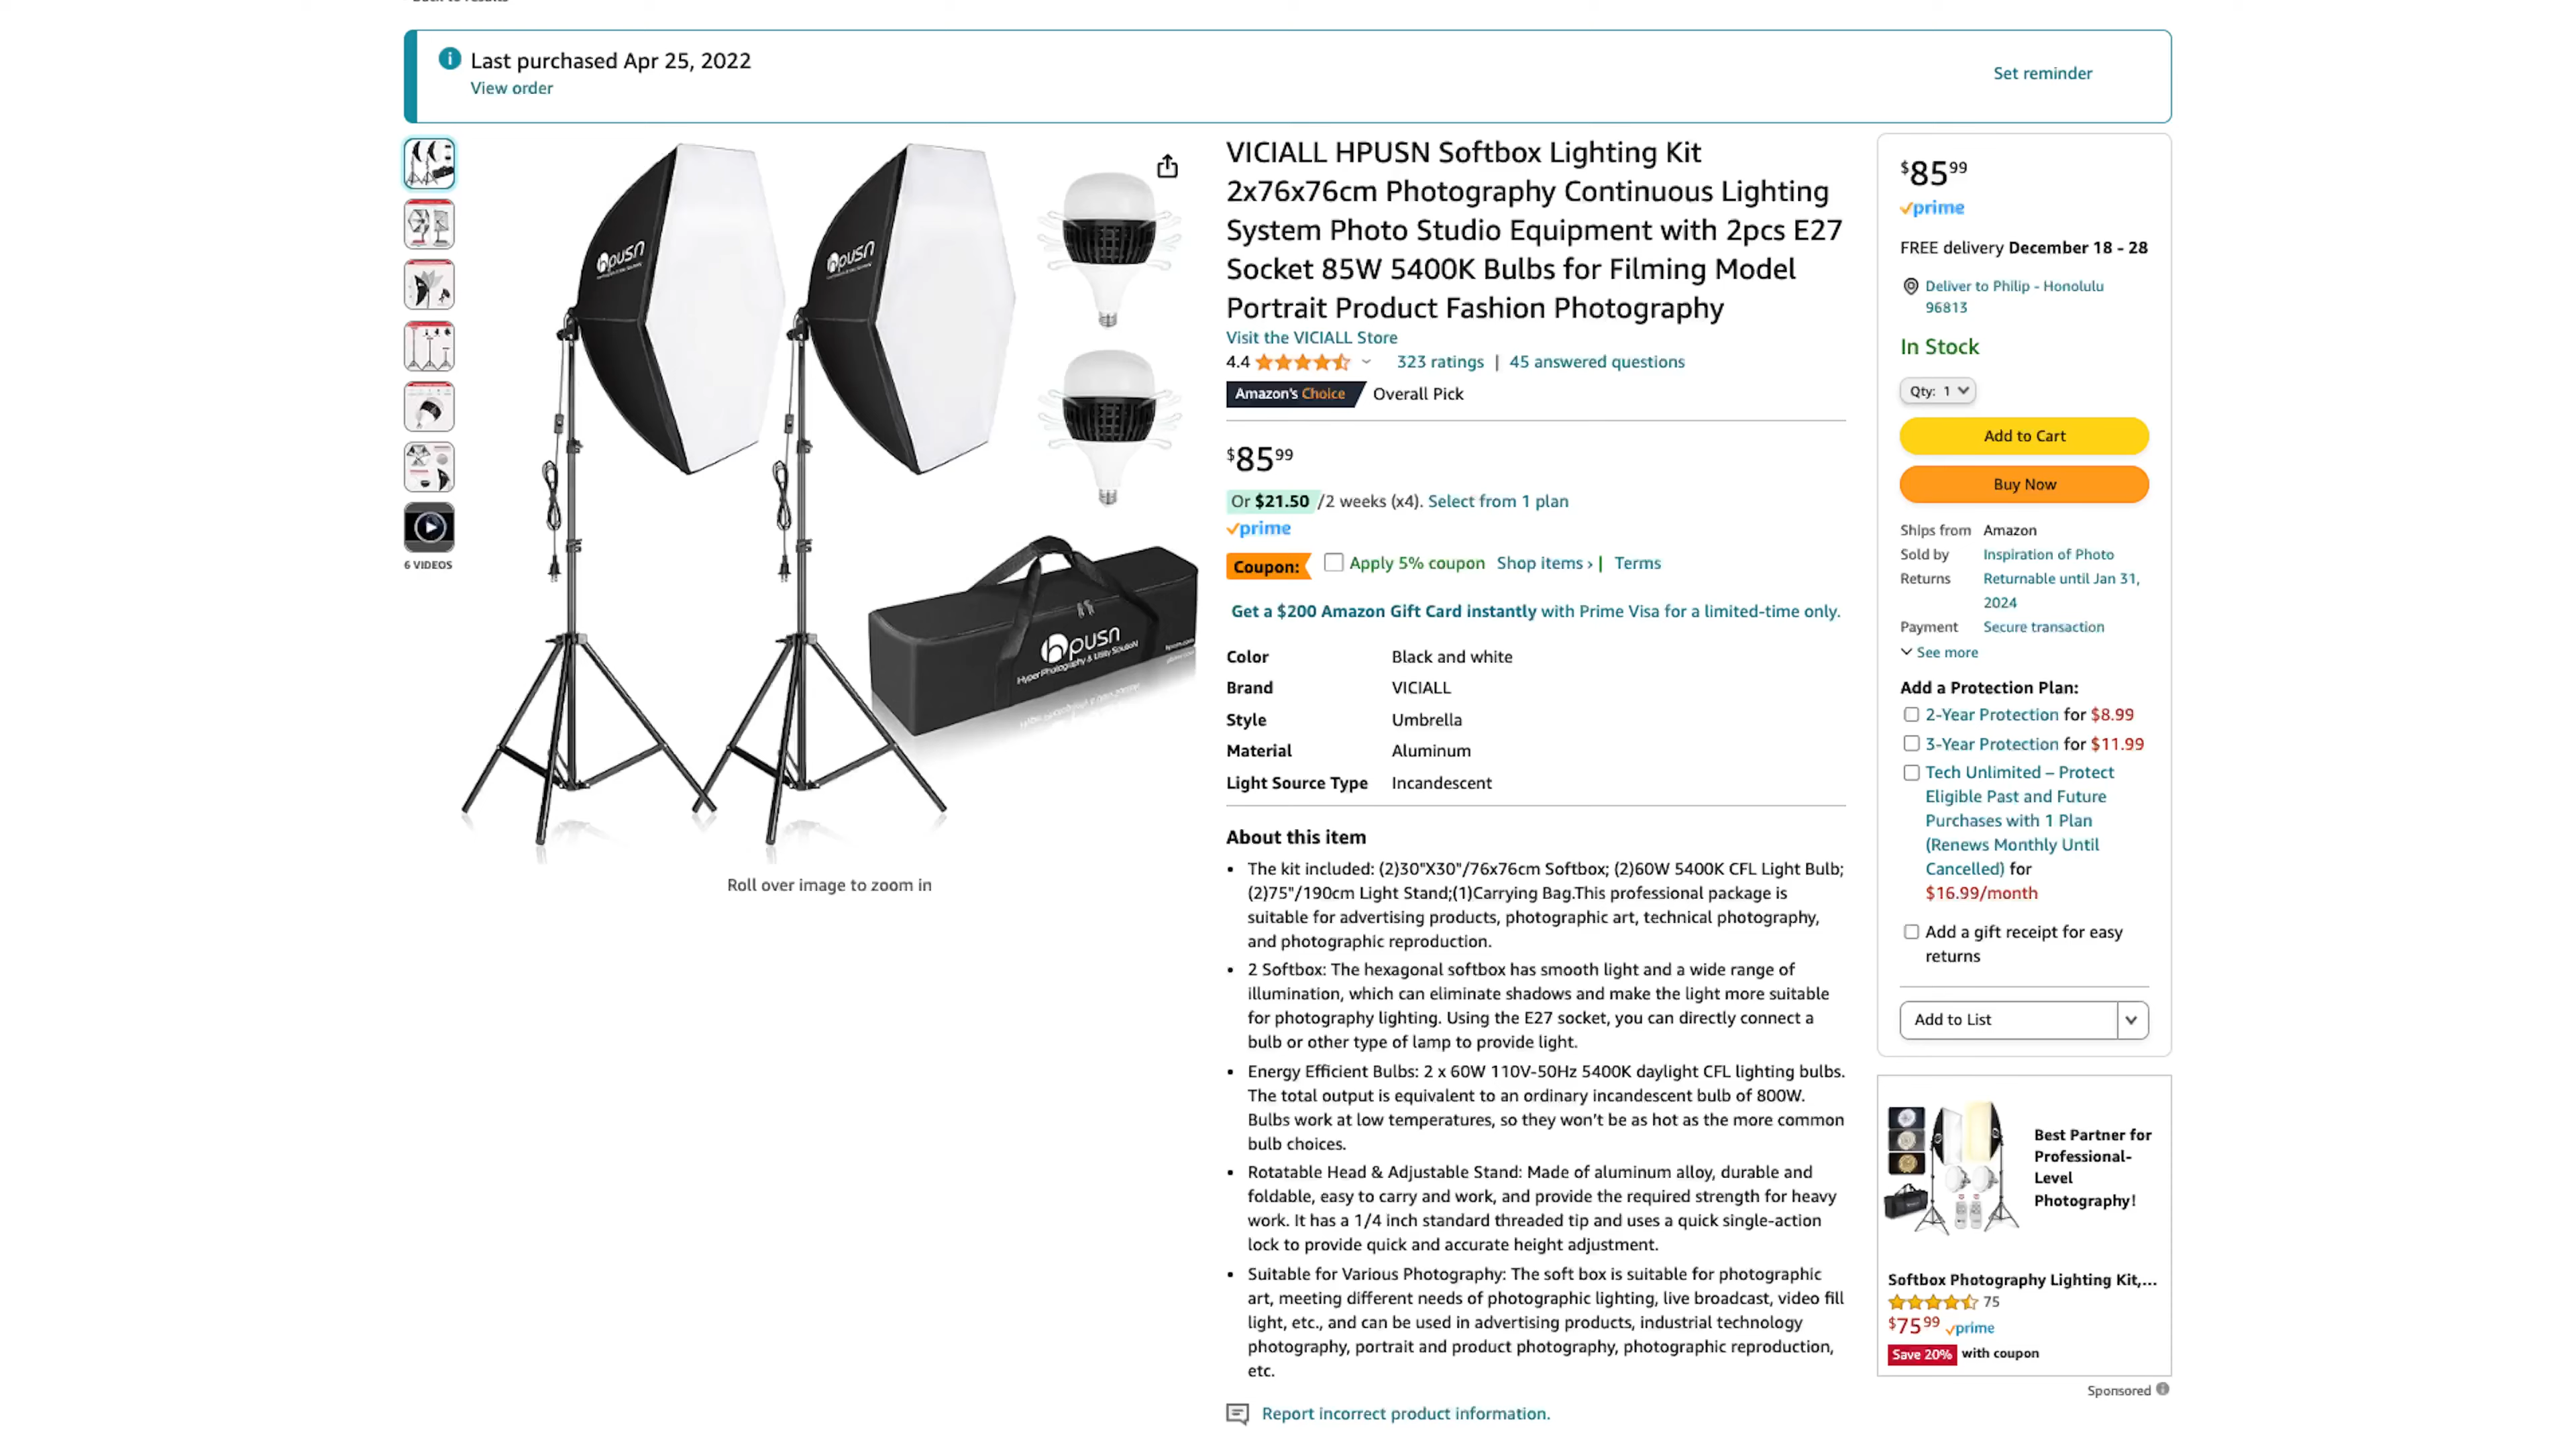 Last purchased Apr 25, 2022
View order
Set reminder
6 VIDEOS
hpusn
hpusn
hpusn
Hyper Photography & Utility Solution
Roll over image to zoom in
VICIALL HPUSN Softbox Lighting Kit
2x76x76cm Photography Continuous Lighting
System Photo Studio Equipment with 2pcs E27
Socket 85W 5400K Bulbs for Filming Model
Portrait Product Fashion Photography
Visit the VICIALL Store
4.4 323 ratings | 45 answered questions
Amazon's Choice Overall Pick
$85.99
Or $21.50 /2 weeks (x4). Select from 1 plan
prime
Coupon: Apply 5% coupon Shop items › | Terms
Get a $200 Amazon Gift Card instantly with Prime Visa for a limited-time only.
Color Black and white
Brand VICIALL
Style Umbrella
Material Aluminum
Light Source Type Incandescent
About this item
• The kit included: (2)30"X30"/76x76cm Softbox; (2)60W 5400K CFL Light Bulb;
(2)75"/190cm Light Stand;(1)Carrying Bag.This professional package is
suitable for advertising products, photographic art, technical photography,
and photographic reproduction.
• 2 Softbox: The hexagonal softbox has smooth light and a wide range of
illumination, which can eliminate shadows and make the light more suitable
for photography lighting. Using the E27 socket, you can directly connect a
bulb or other type of lamp to provide light.
• Energy Efficient Bulbs: 2 x 60W 110V-50Hz 5400K daylight CFL lighting bulbs.
The total output is equivalent to an ordinary incandescent bulb of 800W.
Bulbs work at low temperatures, so they won't be as hot as the more common
bulb choices.
• Rotatable Head & Adjustable Stand: Made of aluminum alloy, durable and
foldable, easy to carry and work, and provide the required strength for heavy
work. It has a 1/4 inch standard threaded tip and uses a quick single-action
lock to provide quick and accurate height adjustment.
• Suitable for Various Photography: The soft box is suitable for photographic
art, meeting different needs of photographic lighting, live broadcast, video fill
light, etc., and can be used in advertising products, industrial technology
photography, portrait and product photography, photographic reproduction,
etc.
Report incorrect product information.
$85.99
prime
FREE delivery December 18 - 28
Deliver to Philip - Honolulu
96813
In Stock
Qty: 1
Add to Cart
Buy Now
Ships from Amazon
Sold by Inspiration of Photo
Returns Returnable until Jan 31,
2024
Payment Secure transaction
See more
Add a Protection Plan:
2-Year Protection for $8.99
3-Year Protection for $11.99
Tech Unlimited – Protect
Eligible Past and Future
Purchases with 1 Plan
(Renews Monthly Until
Cancelled) for
$16.99/month
Add a gift receipt for easy
returns
Add to List
Best Partner for
Professional-
Level
Photography!
Softbox Photography Lighting Kit,...
75
$75.99 prime
Save 20% with coupon
Sponsored